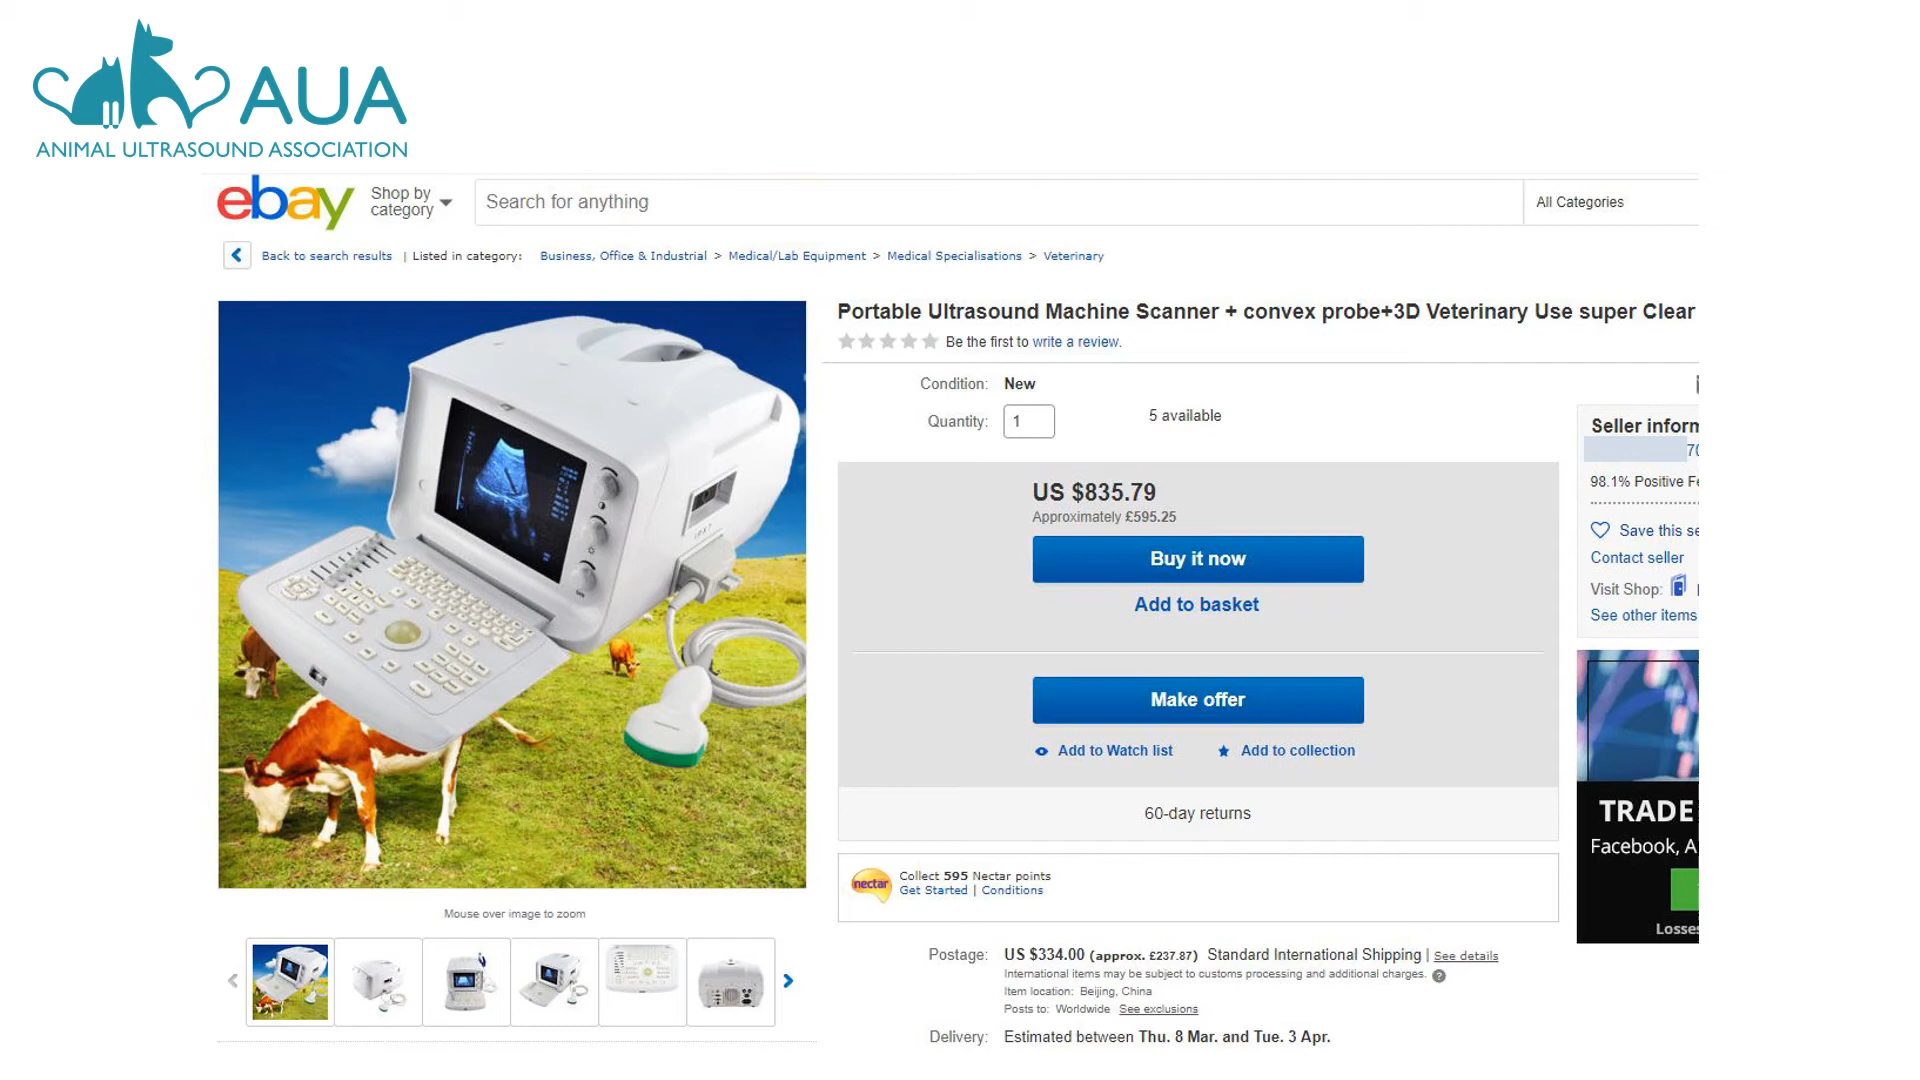 AUA
ANIMAL ULTRASOUND ASSOCIATION
ebay
Shop by
category
Search for anything
All Categories
Back to search results | Listed in category: Business, Office & Industrial > Medical/Lab Equipment > Medical Specialisations > Veterinary
Portable Ultrasound Machine Scanner + convex probe+3D Veterinary Use super Clear
Be the first to write a review.
Condition: New
Quantity: 1
5 available
US $835.79
Approximately £595.25
Buy it now
Add to basket
Make offer
Add to Watch list
Add to collection
60-day returns
nectar
Collect 595 Nectar points
Get Started | Conditions
Postage: US $334.00 (approx. £237.87) Standard International Shipping | See details
International items may be subject to customs processing and additional charges.
Item location: Beijing, China
Posts to: Worldwide See exclusions
Delivery: Estimated between Thu. 8 Mar. and Tue. 3 Apr.
Mouse over image to zoom
Seller inform
70
98.1% Positive Fe
Save this se
Contact seller
Visit Shop:
See other items
TRADE
Facebook, A
Losses